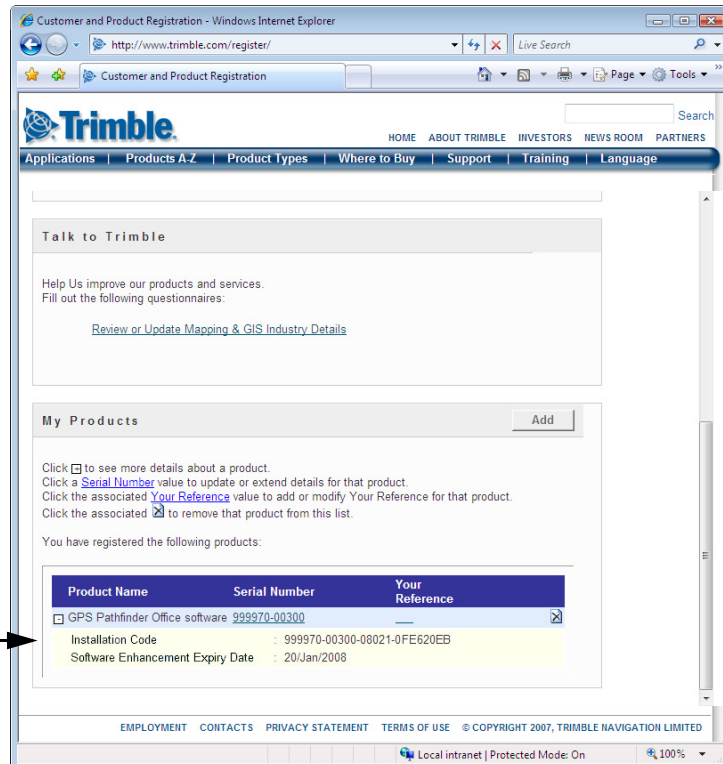 Customer and Product Registration - Windows Internet Explorer
http://www.trimble.com/register/
Live Search
Customer and Product Registration
Page
Tools
Trimble.
Search
HOME ABOUT TRIMBLE INVESTORS NEWS ROOM PARTNERS
Applications | Products A-Z | Product Types | Where to Buy | Support | Training | Language
Talk to Trimble
Help Us improve our products and services.
Fill out the following questionnaires:
Review or Update Mapping & GIS Industry Details
My Products
Add
Click to see more details about a product.
Click a Serial Number value to update or extend details for that product.
Click the associated Your Reference value to add or modify Your Reference for that product.
Click the associated to remove that product from this list.
You have registered the following products:
Product Name Serial Number Your Reference
GPS Pathfinder Office software 999970-00300
Installation Code : 999970-00300-08021-0FE620EB
Software Enhancement Expiry Date : 20/Jan/2008
EMPLOYMENT CONTACTS PRIVACY STATEMENT TERMS OF USE © COPYRIGHT 2007, TRIMBLE NAVIGATION LIMITED
Local intranet | Protected Mode: On
100%